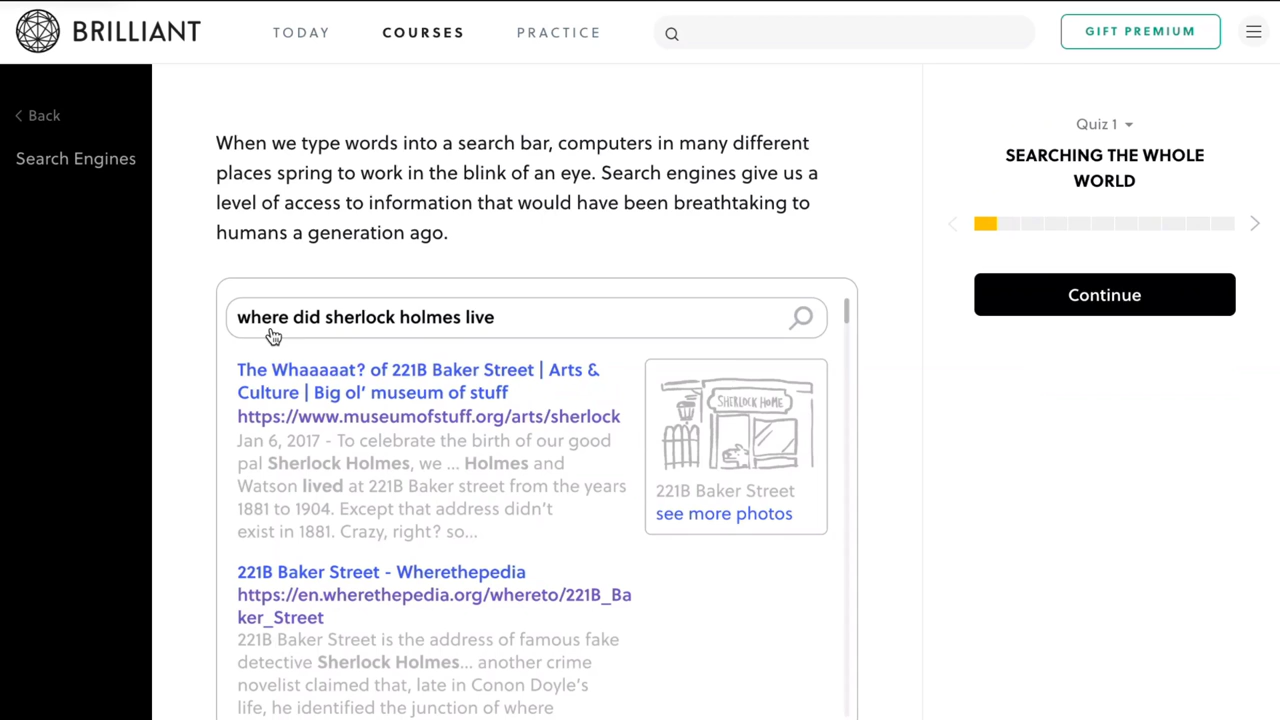 BRILLIANT
TODAY
COURSES
PRACTICE
GIFT PREMIUM
Back
Search Engines
When we type words into a search bar, computers in many different
places spring to work in the blink of an eye. Search engines give us a
level of access to information that would have been breathtaking to
humans a generation ago.
where did sherlock holmes live
The Whaaaaat? of 221B Baker Street | Arts &
Culture | Big ol’ museum of stuff
https://www.museumofstuff.org/arts/sherlock
Jan 6, 2017 - To celebrate the birth of our good
pal Sherlock Holmes, we ... Holmes and
Watson lived at 221B Baker street from the years
1881 to 1904. Except that address didn’t
exist in 1881. Crazy, right? so...
SHERLOCK HOME
221B Baker Street
see more photos
221B Baker Street - Wherethepedia
https://en.wherethepedia.org/whereto/221B_Ba
ker_Street
221B Baker Street is the address of famous fake
detective Sherlock Holmes... another crime
novelist claimed that, late in Conon Doyle’s
life, he identified the junction of where
Quiz 1
SEARCHING THE WHOLE
WORLD
Continue